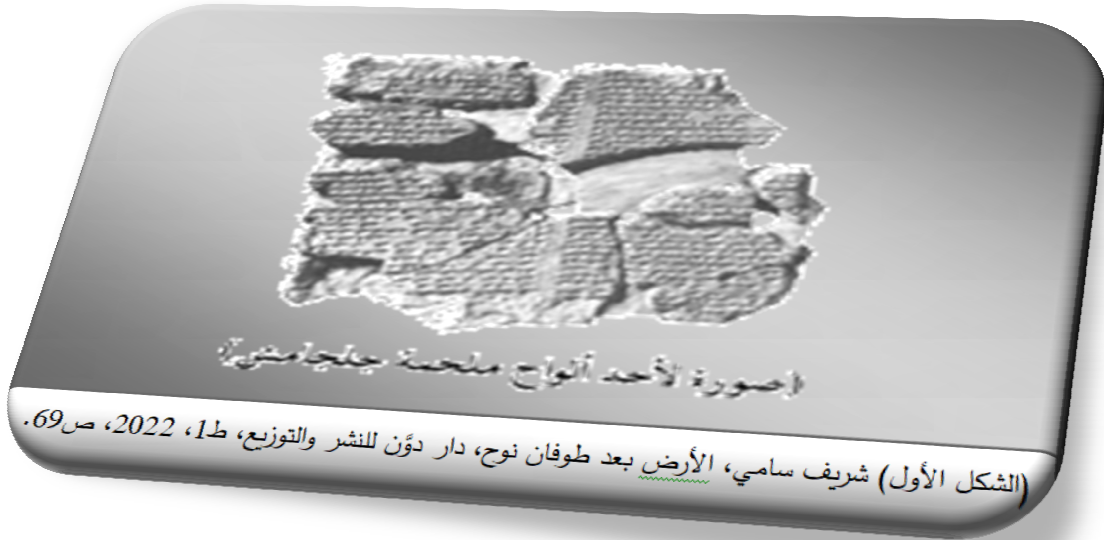 (صورة لأحد ألواح ملحمة جلجامش)
(الشكل الأول) شريف سامي، الأرض بعد طوفان نوح، دار دوَّن للنشر والتوزيع، ط1، 2022، ص69.